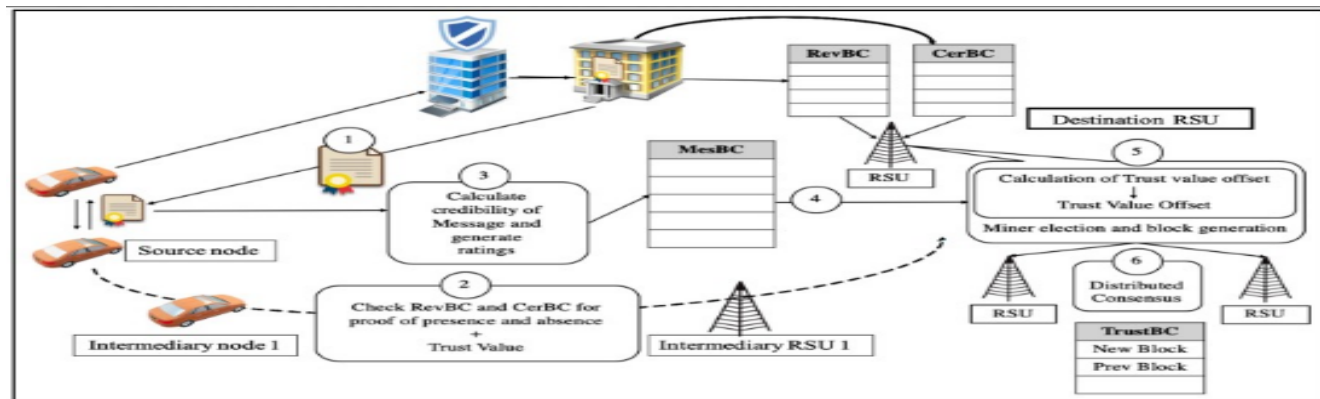 RevBC
CerBC
Destination RSU
1
MesBC
RSU
5
3
Calculate
credibility of
Message and
generate
ratings
4
Calculation of Trust value offset
Trust Value Offset
Miner election and block generation
Source node
2
Check RevBC and CerBC for
proof of presence and absence
+
Trust Value
6
Distributed
Consensus
RSU
RSU
Intermediary node 1
Intermediary RSU 1
TrustBC
New Block
Prev Block